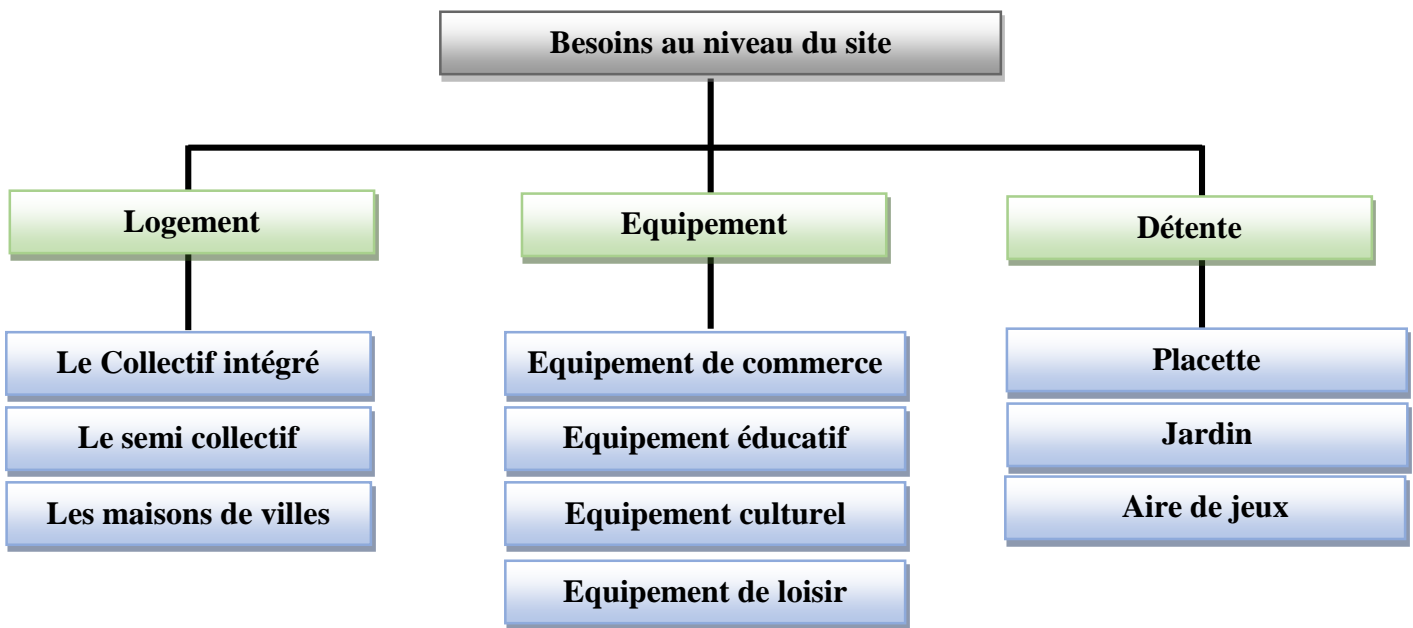 Besoins au niveau du site
Logement
Equipement
Détente
Le Collectif intégré
Le semi collectif
Les maisons de villes
Equipement de commerce
Equipement éducatif
Equipement culturel
Equipement de loisir
Placette
Jardin
Aire de jeux